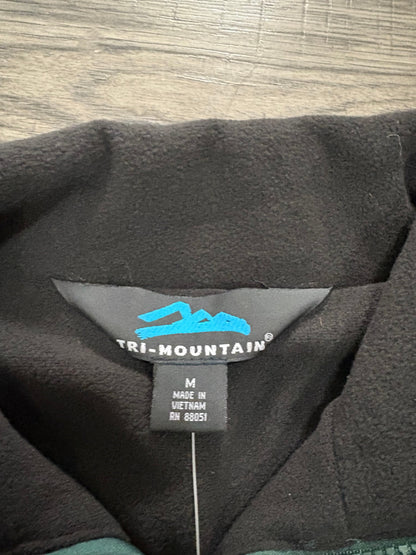 TRI-MOUNTAIN®
M
MADE IN
VIETNAM
RN 88051